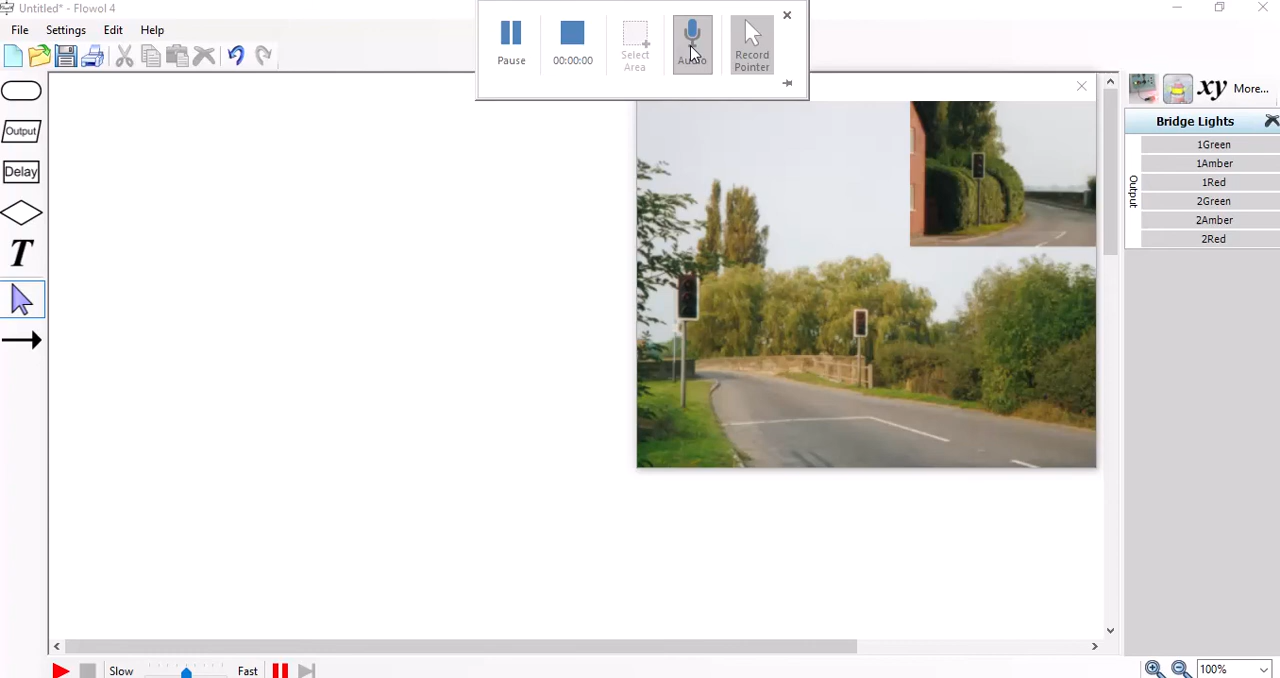 Untitled* - Flowol 4
File Settings Edit Help
Pause
00:00:00
Select
Area
Audio
Record
Pointer
Output
Delay
T
xy More...
Bridge Lights
Output
1Green
1Amber
1Red
2Green
2Amber
2Red
Slow Fast
100%